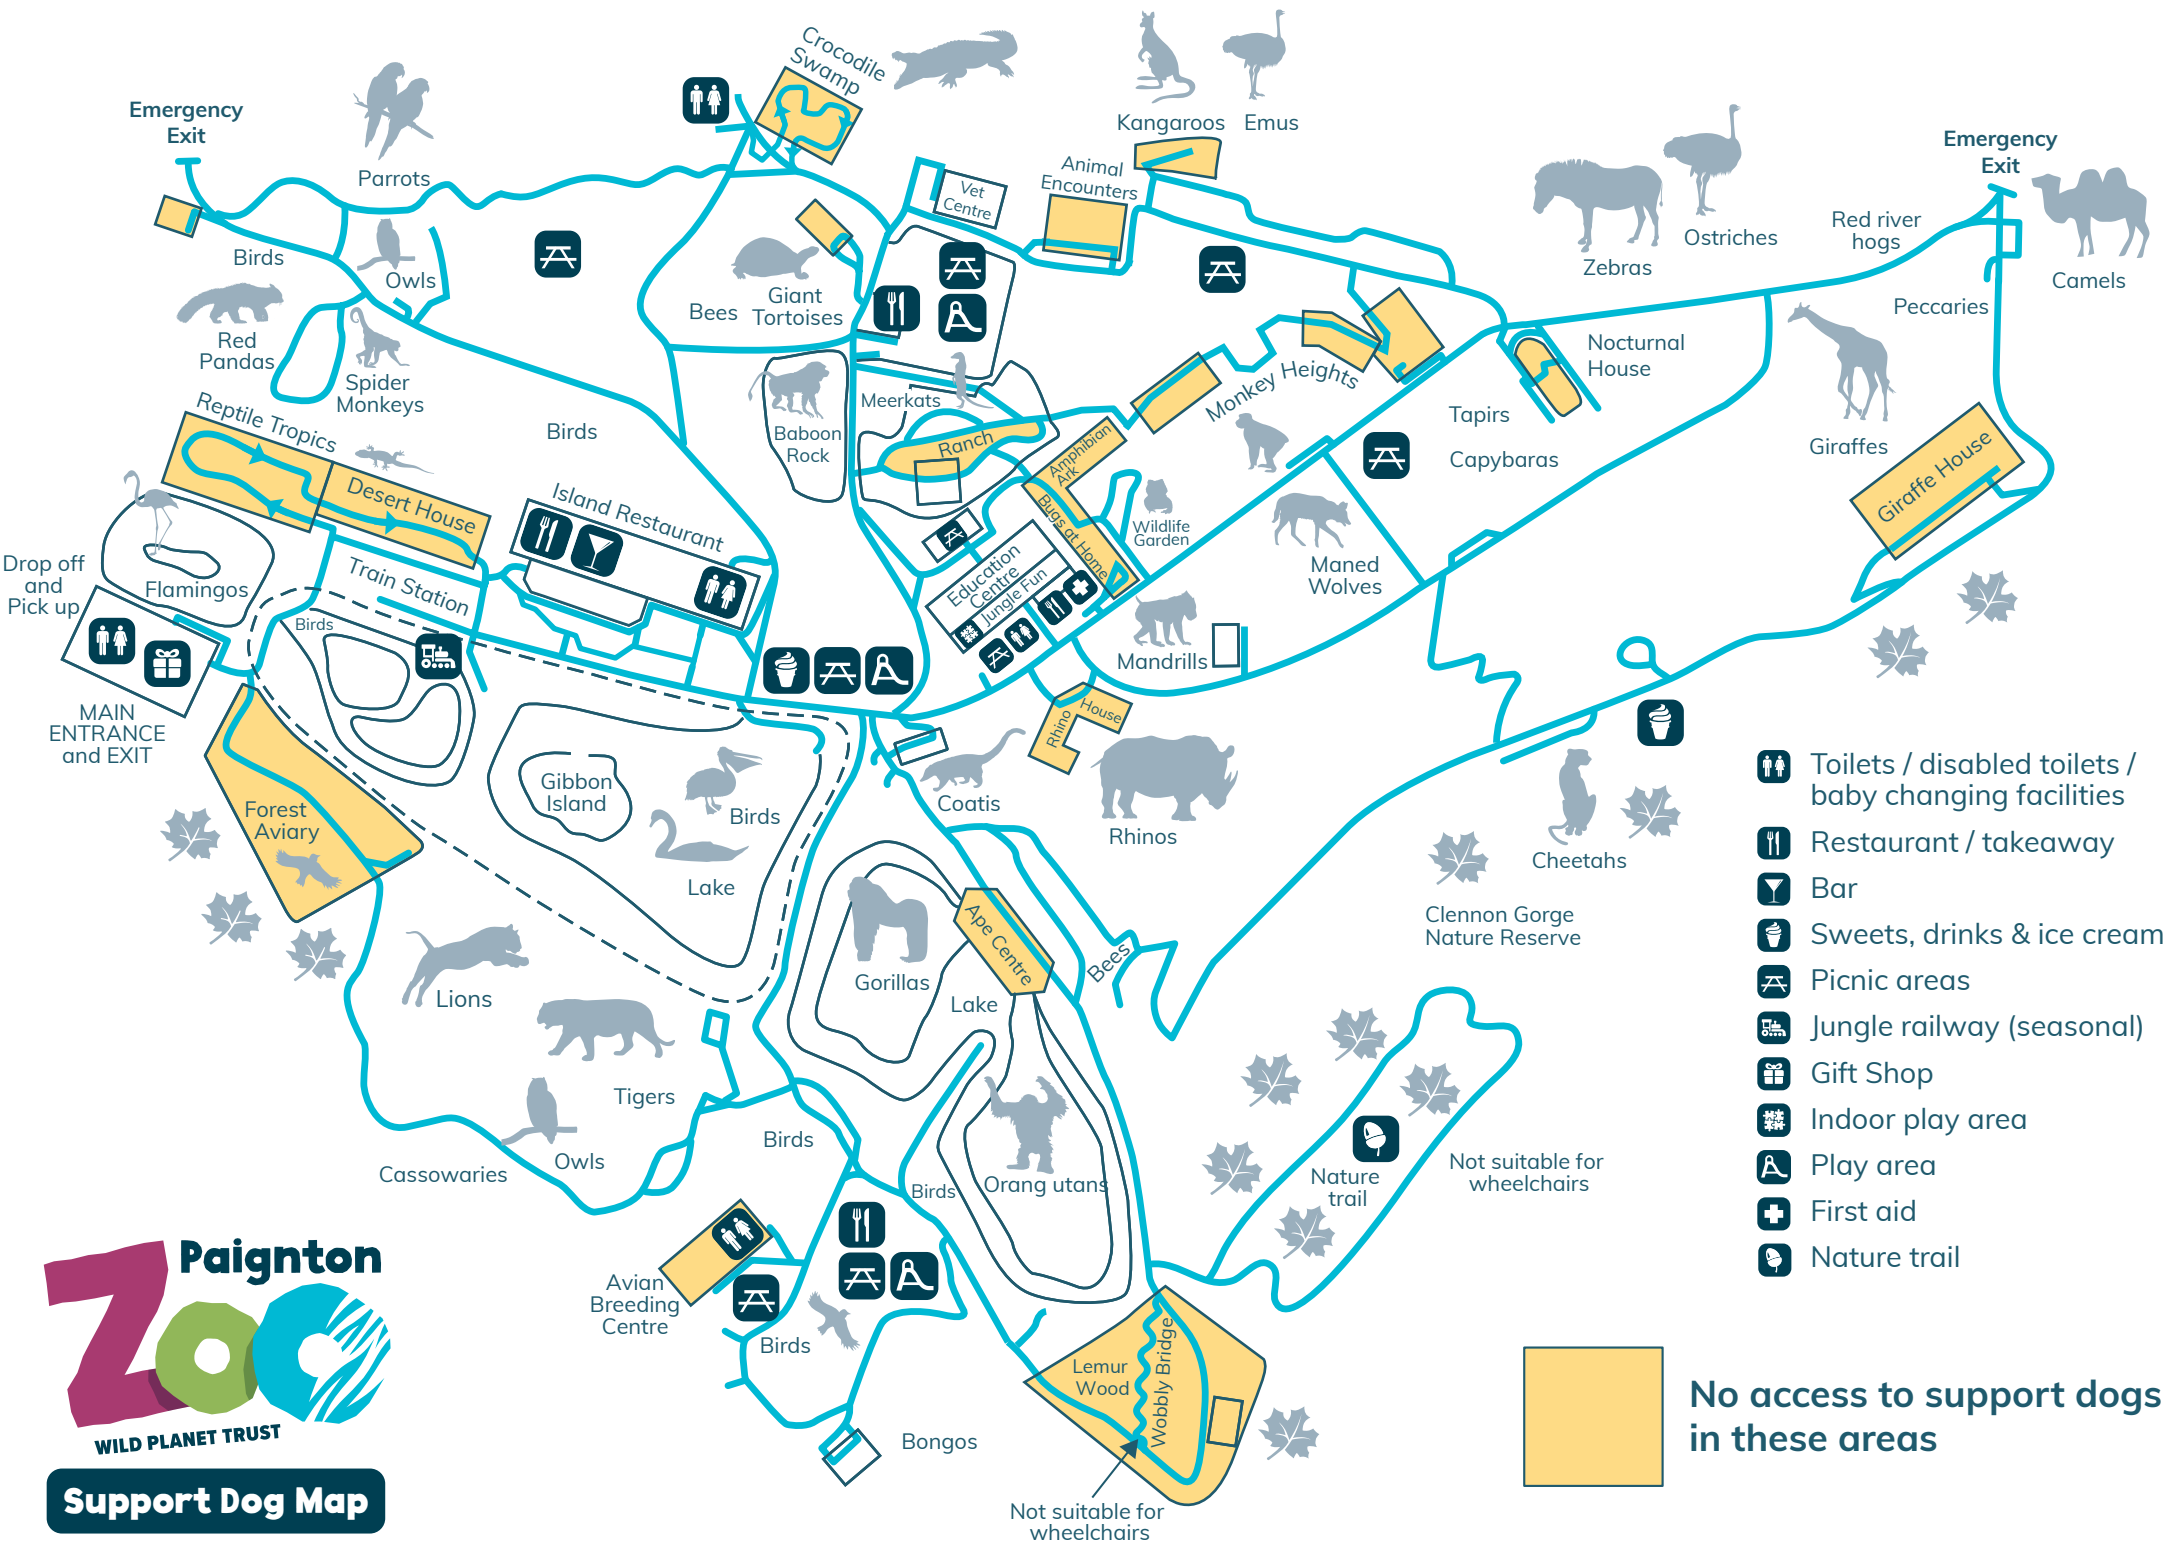 Crocodile
Swamp
Kangaroos
Emus
Emergency
Exit
Parrots
Animal
Encounters
Vet
Centre
Ostriches
Zebras
Red river
hogs
Emergency
Exit
Camels
Birds
Owls
Red
Pandas
Spider
Monkeys
Bees
Giant
Tortoises
Peccaries
Nocturnal
House
Giraffes
Giraffe House
Monkey Heights
Tapirs
Capybaras
Meerkats
Baboon
Rock
Ranch
Amphibian
Ark
Bugs at Home
Wildlife
Garden
Maned
Wolves
Reptile Tropics
Desert House
Birds
Island Restaurant
Drop off
and
Pick up
Flamingos
Train Station
Birds
MAIN
ENTRANCE
and EXIT
Education
Centre
Jungle Fun
Mandrills
Rhino
House
Rhinos
Coatis
Gibbon
Island
Birds
Lake
Forest
Aviary
Lions
Tigers
Gorillas
Ape Centre
Lake
Bees
Cheetahs
Clennon Gorge
Nature Reserve
Owls
Cassowaries
Birds
Birds
Orang utans
Nature
trail
Not suitable for
wheelchairs
Avian
Breeding
Centre
Birds
Bongos
Lemur
Wood
Wobbly Bridge
Not suitable for
wheelchairs
Toilets / disabled toilets /
baby changing facilities
Restaurant / takeaway
Bar
Sweets, drinks & ice cream
Picnic areas
Jungle railway (seasonal)
Gift Shop
Indoor play area
Play area
First aid
Nature trail
No access to support dogs
in these areas
Paignton
ZOO
WILD PLANET TRUST
Support Dog Map